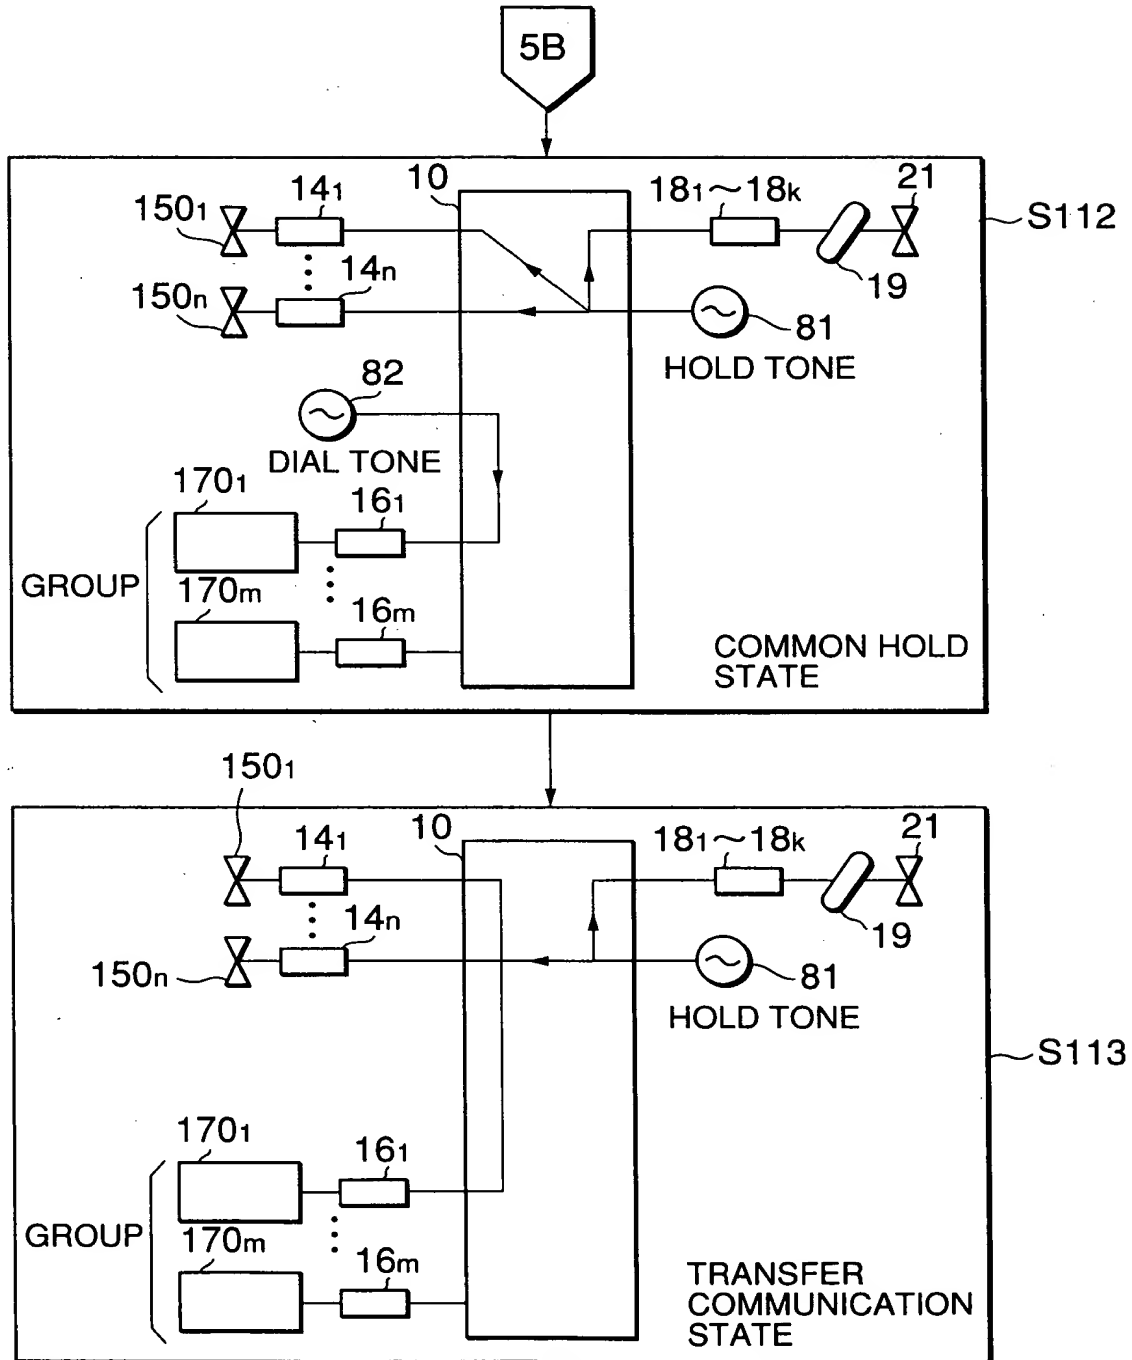 5B
10
18₁~18k
21
14₁
150₁
S112
14n
150n
19
81
HOLD TONE
82
DIAL TONE
170₁
16₁
GROUP
170m
16m
COMMON HOLD
STATE
150₁
10
18₁~18k
21
14₁
14n
19
150n
81
HOLD TONE
S113
170₁
16₁
GROUP
170m
16m
TRANSFER
COMMUNICATION
STATE